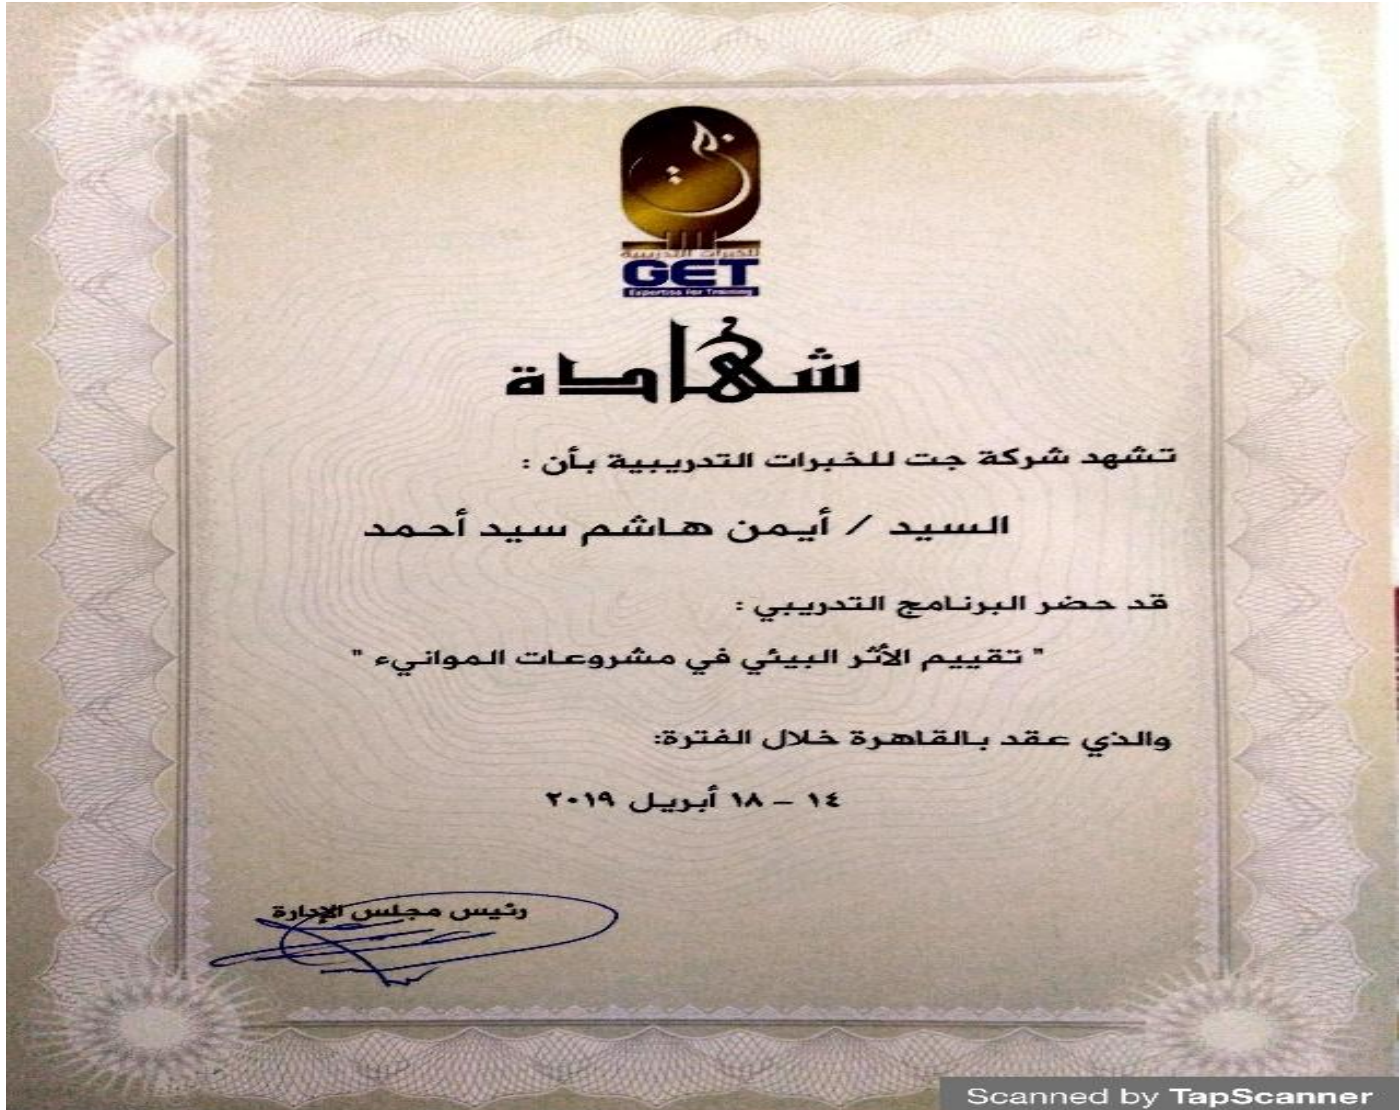 للخبرات التدريبية
GET
Expertise for Training
شهادة
تشهد شركة جت للخبرات التدريبية بأن :
السيد / أيمن هاشم سيد أحمد
قد حضر البرنامج التدريبي :
" تقييم الأثر البيئي في مشروعات الموانيء "
والذي عقد بالقاهرة خلال الفترة:
١٤ – ١٨ أبريل ٢٠١٩
رئيس مجلس الإدارة
Scanned by TapScanner